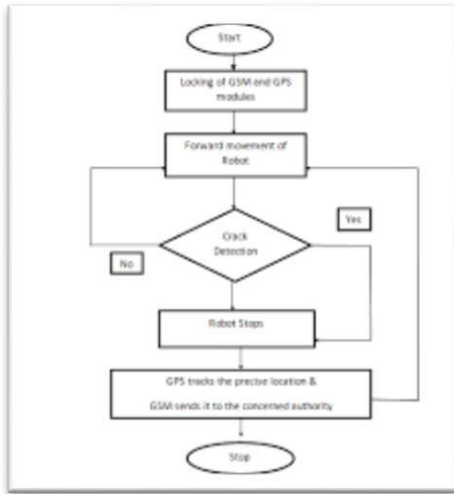 Start
Locking of GSM and GPS
modules
Forward movement of
Robot
Yes
Crack
Detection
No
Robot Stops
GPS tracks the precise location &
GSM sends it to the concerned authority
Stop